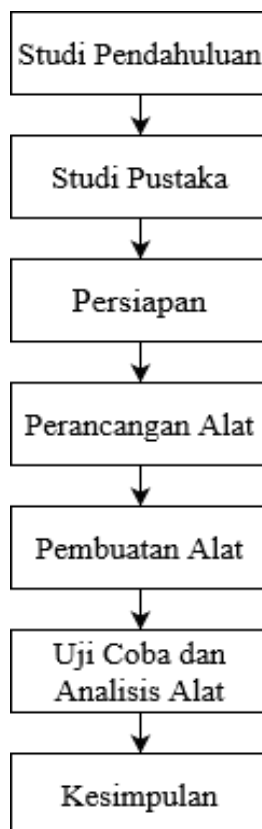 Studi Pendahuluan
Studi Pustaka
Persiapan
Perancangan Alat
Pembuatan Alat
Uji Coba dan
Analisis Alat
Kesimpulan